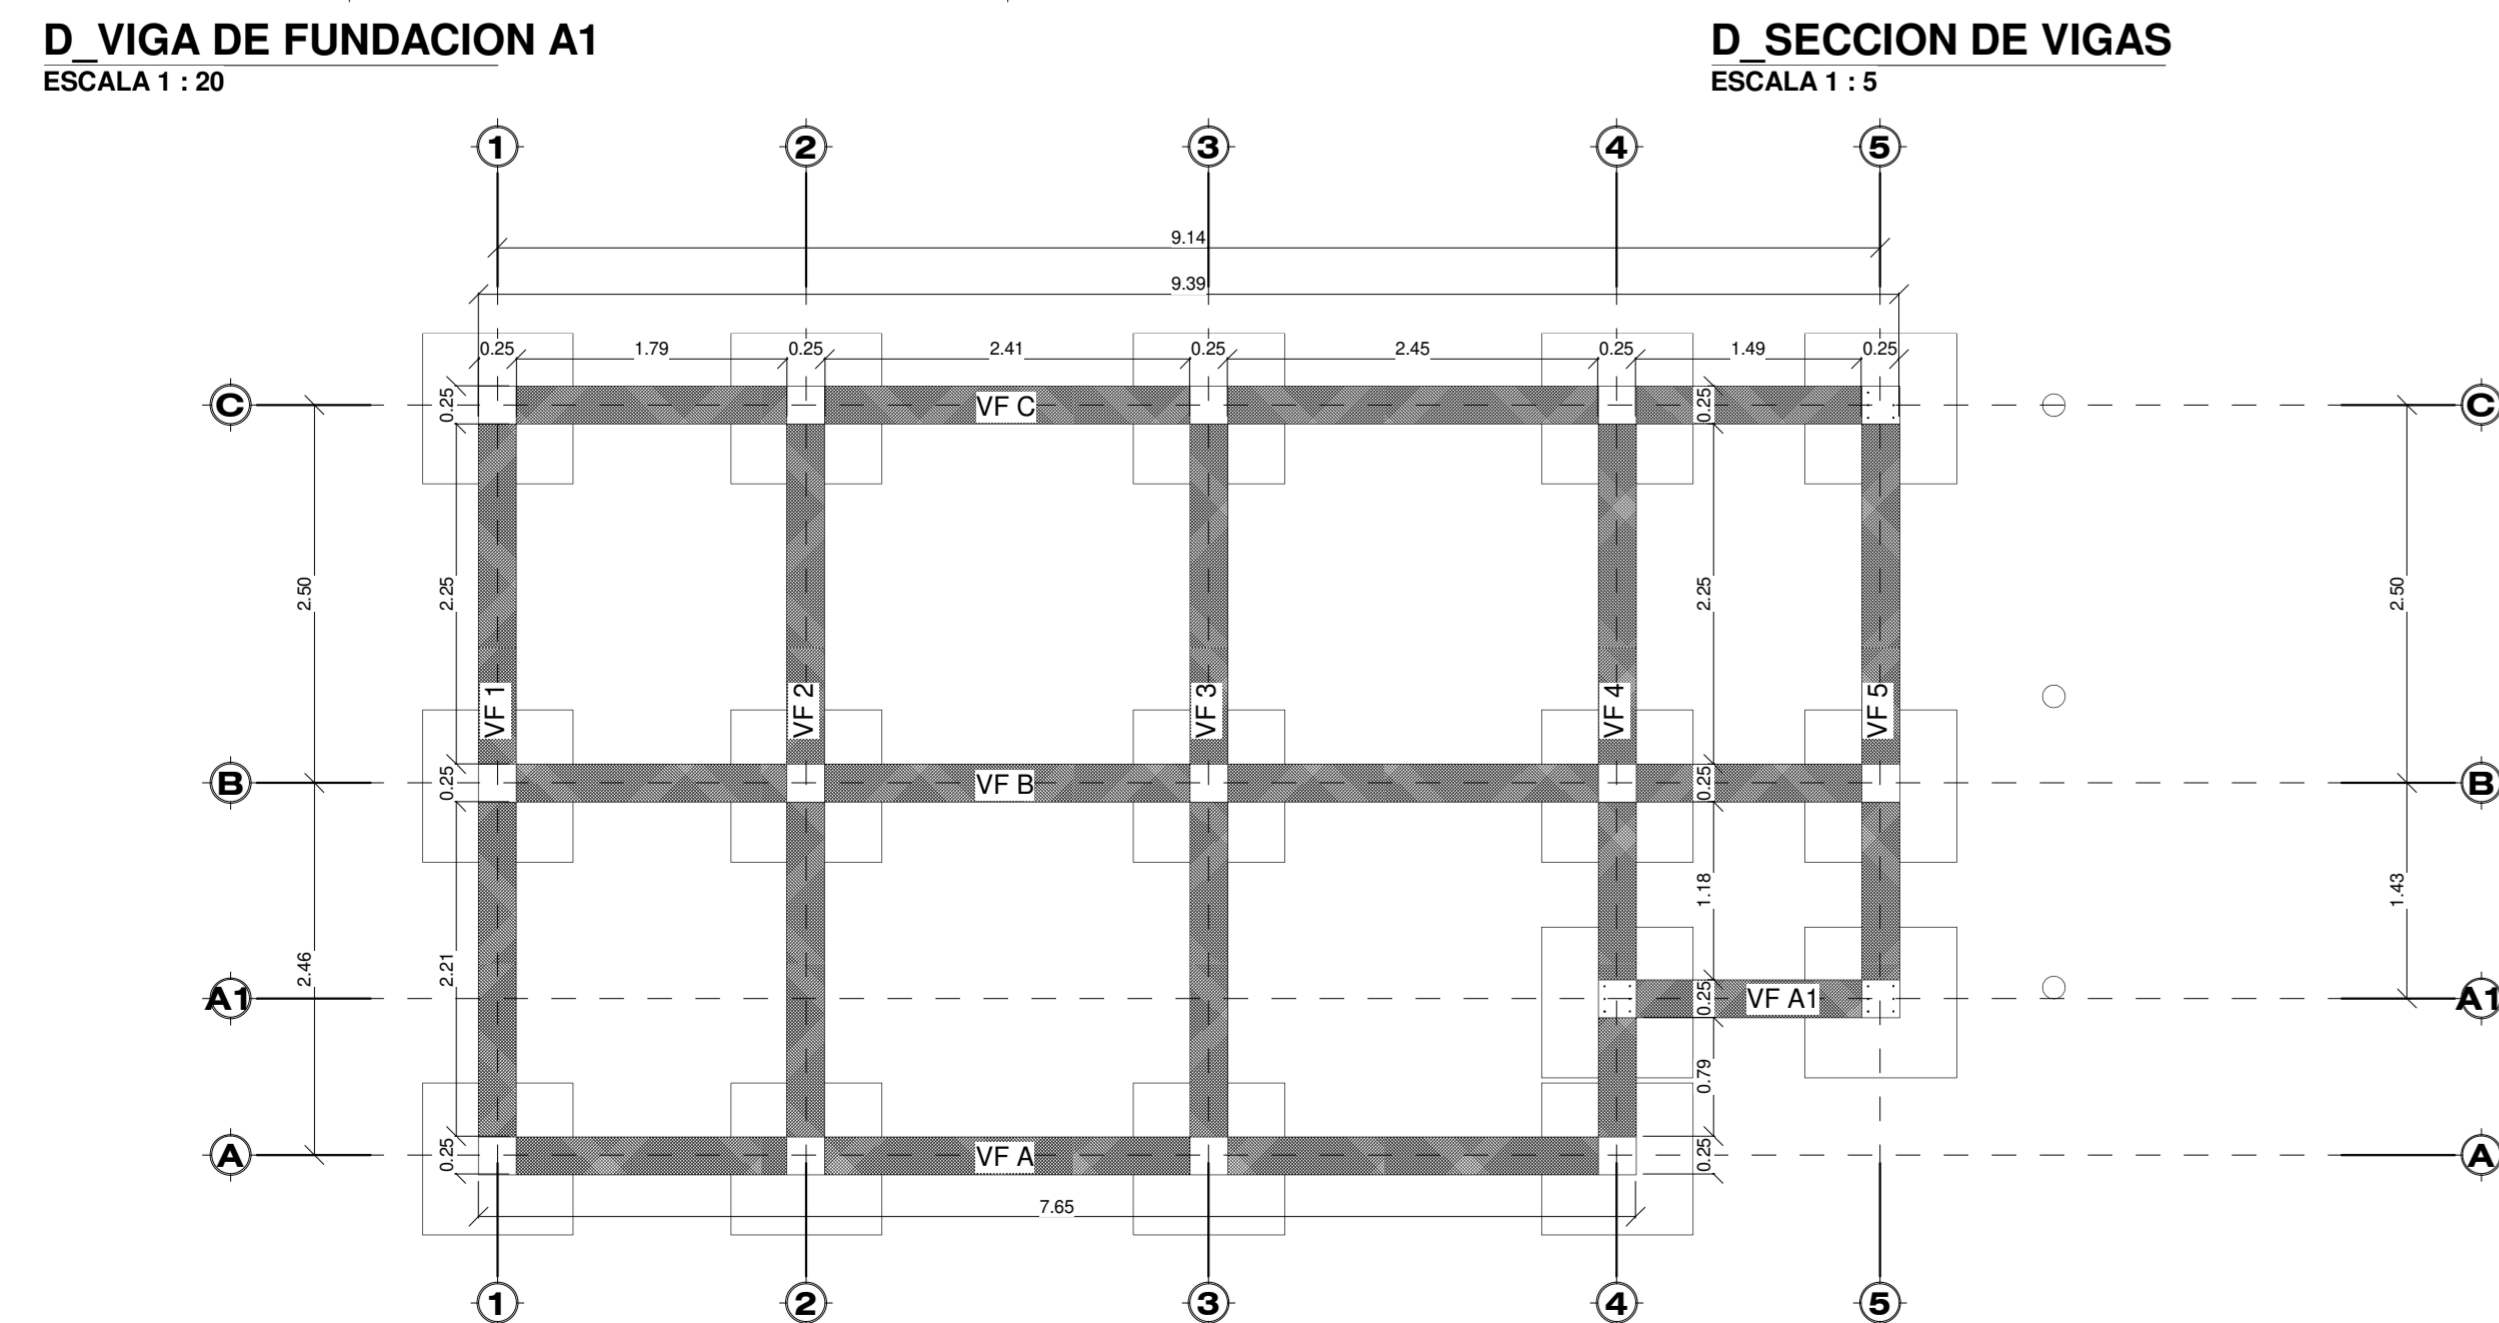 D_VIGA DE FUNDACION A1
ESCALA 1 : 20
D_SECCION DE VIGAS
ESCALA 1 : 5
1
2
3
4
5
9.14
9.39
0.25
1.79
0.25
2.41
0.25
2.45
0.25
1.49
0.25
C
0.25
VF C
0.25
C
2.50
2.25
2.25
2.50
VF 1
VF 2
VF 3
VF 4
VF 5
B
0.25
VF B
0.25
B
1.18
1.43
2.46
2.21
A1
0.25
VF A1
A1
0.79
A
0.25
VF A
0.25
A
7.65
1
2
3
4
5